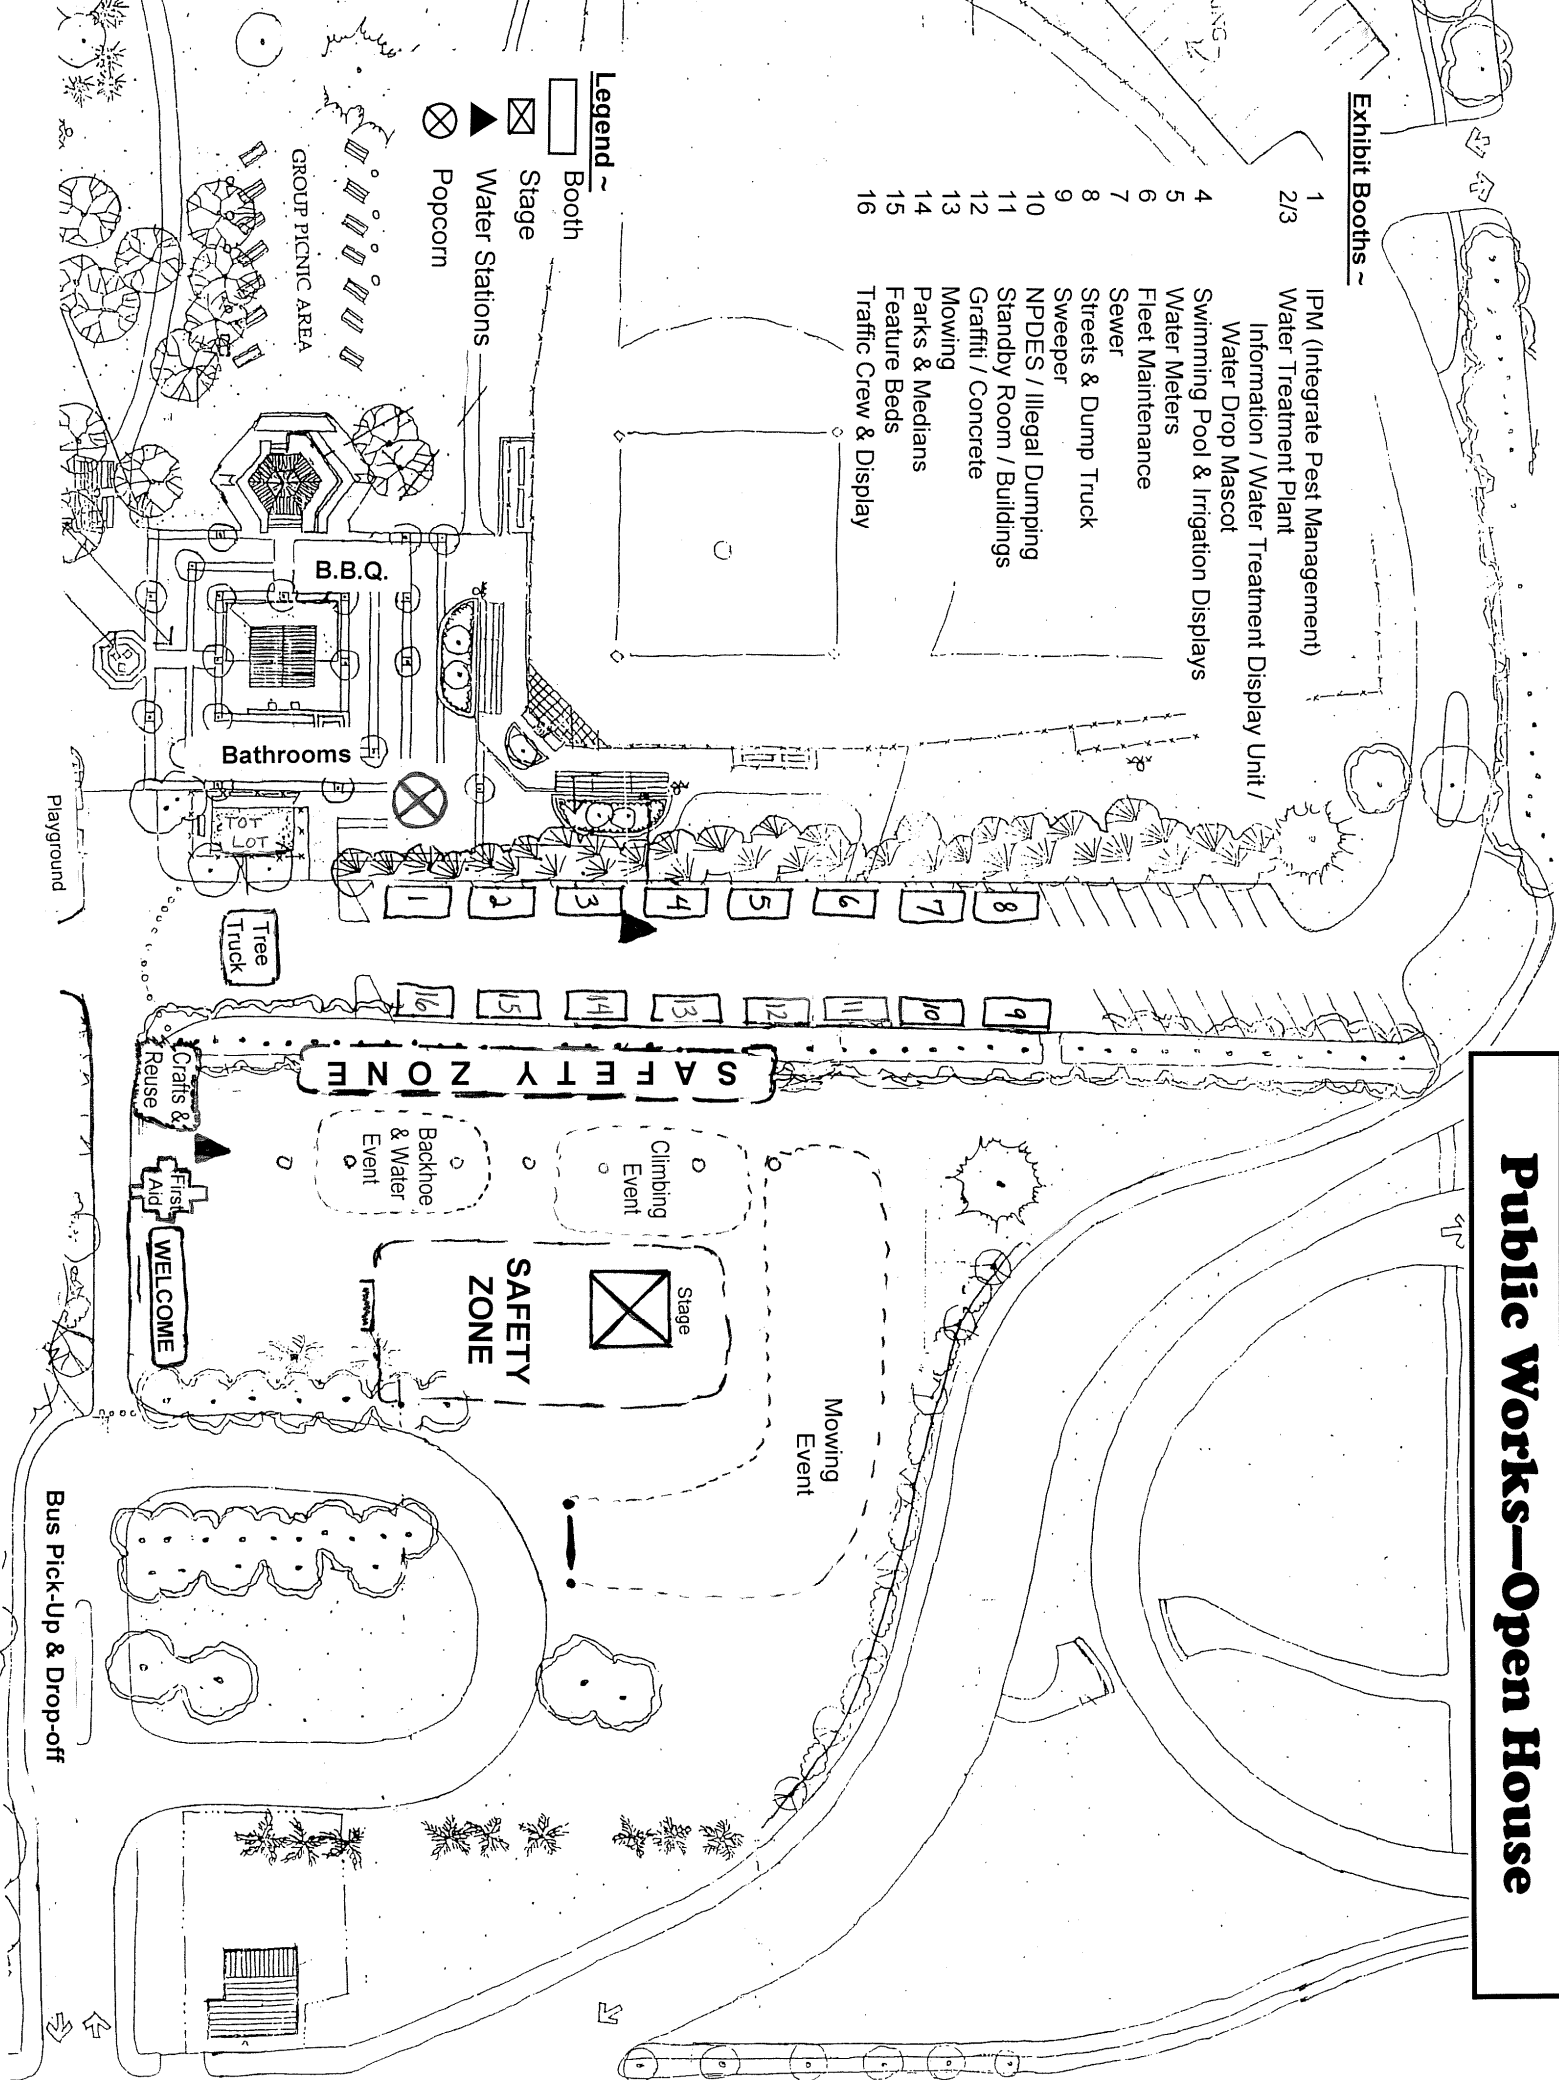 Public Works—Open House
Exhibit Booths ~
1 IPM (Integrate Pest Management)
2/3 Water Treatment Plant
Information / Water Treatment Display Unit /
Water Drop Mascot
4 Swimming Pool & Irrigation Displays
5 Water Meters
6 Fleet Maintenance
7 Sewer
8 Streets & Dump Truck
9 Sweeper
10 NPDES / Illegal Dumping
11 Standby Room / Buildings
12 Graffiti / Concrete
13 Mowing
14 Parks & Medians
15 Feature Beds
16 Traffic Crew & Display
Legend ~
Booth
Stage
Water Stations
Popcorn
GROUP PICNIC AREA
B.B.Q.
Bathrooms
TOT
LOT
Playground
Tree
Truck
1
2
3
4
5
6
7
8
16
15
14
13
12
11
10
9
SAFETY ZONE
Crafts &
Reuse
First
Aid
WELCOME
Backhoe
& Water
Event
Climbing
Event
Stage
SAFETY
ZONE
Mowing
Event
Bus Pick-Up & Drop-off